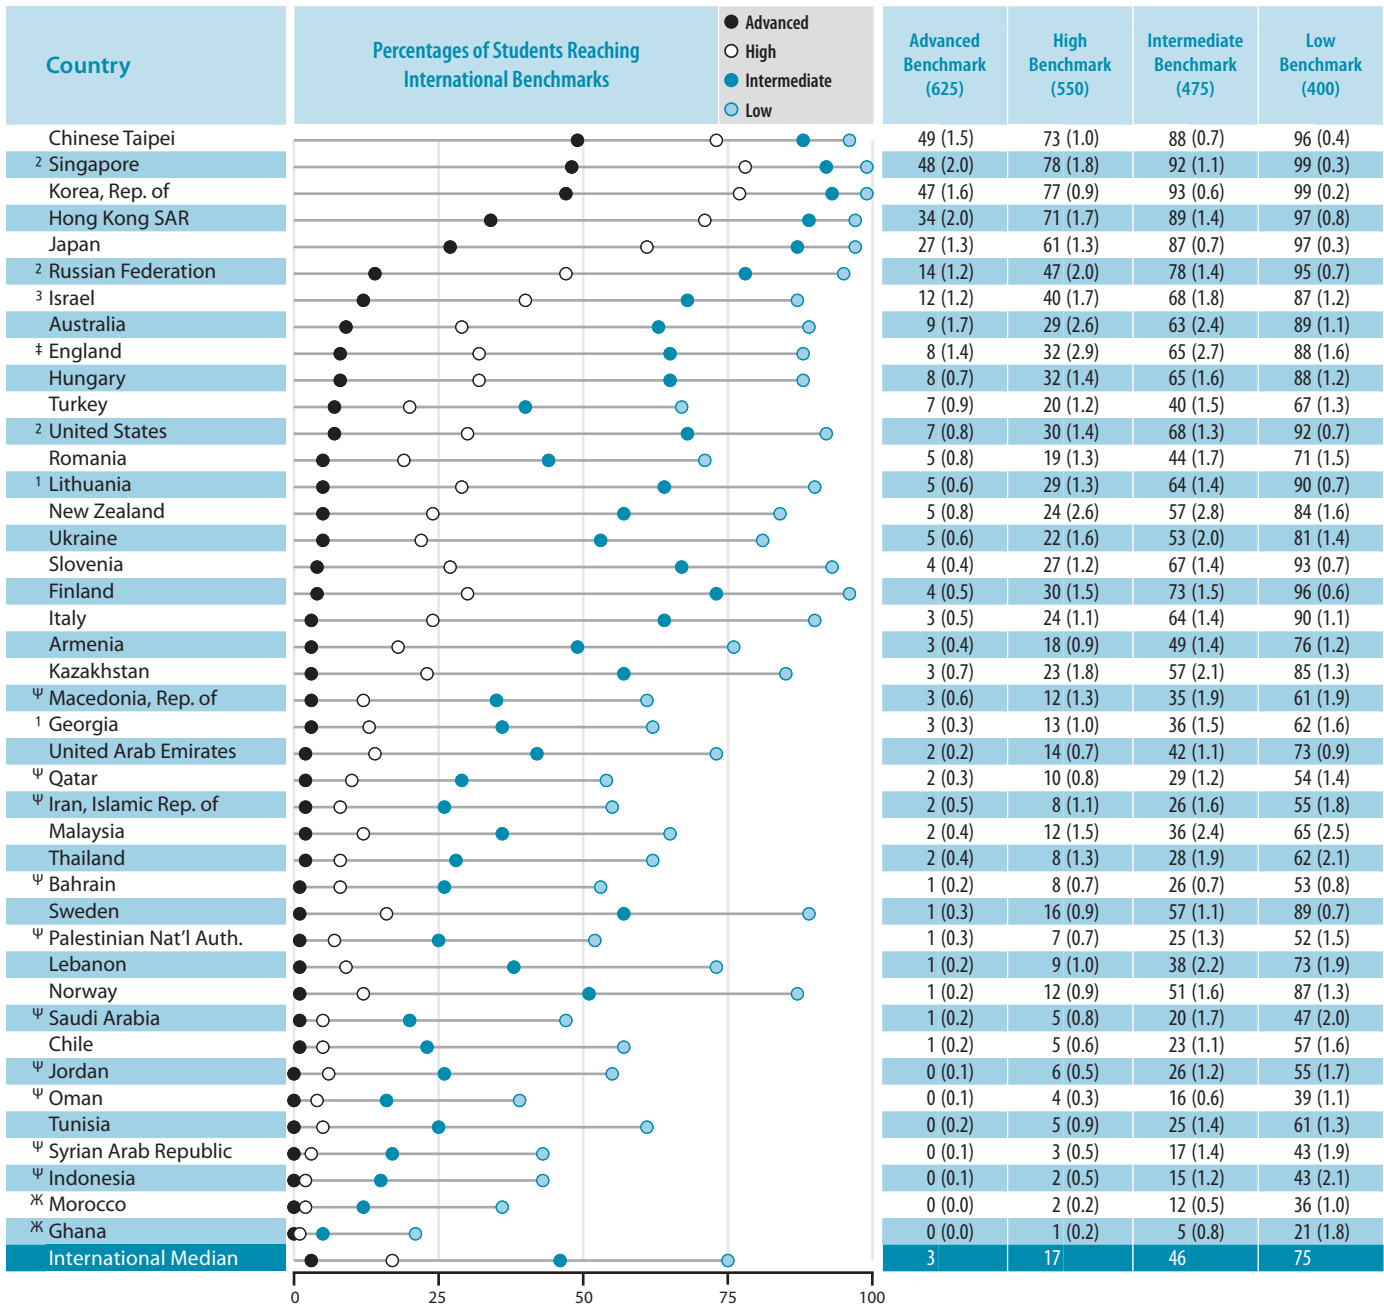 Country
Percentages of Students Reaching
International Benchmarks
Advanced
High
Intermediate
Low
Advanced
Benchmark
(625)
High
Benchmark
(550)
Intermediate
Benchmark
(475)
Low
Benchmark
(400)
Chinese Taipei 49 (1.5) 73 (1.0) 88 (0.7) 96 (0.4)
2 Singapore 48 (2.0) 78 (1.8) 92 (1.1) 99 (0.3)
Korea, Rep. of 47 (1.6) 77 (0.9) 93 (0.6) 99 (0.2)
Hong Kong SAR 34 (2.0) 71 (1.7) 89 (1.4) 97 (0.8)
Japan 27 (1.3) 61 (1.3) 87 (0.7) 97 (0.3)
2 Russian Federation 14 (1.2) 47 (2.0) 78 (1.4) 95 (0.7)
3 Israel 12 (1.2) 40 (1.7) 68 (1.8) 87 (1.2)
Australia 9 (1.7) 29 (2.6) 63 (2.4) 89 (1.1)
‡ England 8 (1.4) 32 (2.9) 65 (2.7) 88 (1.6)
Hungary 8 (0.7) 32 (1.4) 65 (1.6) 88 (1.2)
Turkey 7 (0.9) 20 (1.2) 40 (1.5) 67 (1.3)
2 United States 7 (0.8) 30 (1.4) 68 (1.3) 92 (0.7)
Romania 5 (0.8) 19 (1.3) 44 (1.7) 71 (1.5)
1 Lithuania 5 (0.6) 29 (1.3) 64 (1.4) 90 (0.7)
New Zealand 5 (0.8) 24 (2.6) 57 (2.8) 84 (1.6)
Ukraine 5 (0.6) 22 (1.6) 53 (2.0) 81 (1.4)
Slovenia 4 (0.4) 27 (1.2) 67 (1.4) 93 (0.7)
Finland 4 (0.5) 30 (1.5) 73 (1.5) 96 (0.6)
Italy 3 (0.5) 24 (1.1) 64 (1.4) 90 (1.1)
Armenia 3 (0.4) 18 (0.9) 49 (1.4) 76 (1.2)
Kazakhstan 3 (0.7) 23 (1.8) 57 (2.1) 85 (1.3)
Ψ Macedonia, Rep. of 3 (0.6) 12 (1.3) 35 (1.9) 61 (1.9)
1 Georgia 3 (0.3) 13 (1.0) 36 (1.5) 62 (1.6)
United Arab Emirates 2 (0.2) 14 (0.7) 42 (1.1) 73 (0.9)
Ψ Qatar 2 (0.3) 10 (0.8) 29 (1.2) 54 (1.4)
Ψ Iran, Islamic Rep. of 2 (0.5) 8 (1.1) 26 (1.6) 55 (1.8)
Malaysia 2 (0.4) 12 (1.5) 36 (2.4) 65 (2.5)
Thailand 2 (0.4) 8 (1.3) 28 (1.9) 62 (2.1)
Ψ Bahrain 1 (0.2) 8 (0.7) 26 (0.7) 53 (0.8)
Sweden 1 (0.3) 16 (0.9) 57 (1.1) 89 (0.7)
Ψ Palestinian Nat'l Auth. 1 (0.3) 7 (0.7) 25 (1.3) 52 (1.5)
Lebanon 1 (0.2) 9 (1.0) 38 (2.2) 73 (1.9)
Norway 1 (0.2) 12 (0.9) 51 (1.6) 87 (1.3)
Ψ Saudi Arabia 1 (0.2) 5 (0.8) 20 (1.7) 47 (2.0)
Chile 1 (0.2) 5 (0.6) 23 (1.1) 57 (1.6)
Ψ Jordan 0 (0.1) 6 (0.5) 26 (1.2) 55 (1.7)
Ψ Oman 0 (0.1) 4 (0.3) 16 (0.6) 39 (1.1)
Tunisia 0 (0.2) 5 (0.9) 25 (1.4) 61 (1.3)
Ψ Syrian Arab Republic 0 (0.1) 3 (0.5) 17 (1.4) 43 (1.9)
Ψ Indonesia 0 (0.1) 2 (0.5) 15 (1.2) 43 (2.1)
Ж Morocco 0 (0.0) 2 (0.2) 12 (0.5) 36 (1.0)
Ж Ghana 0 (0.0) 1 (0.2) 5 (0.8) 21 (1.8)
International Median 3 17 46 75
0 25 50 75 100